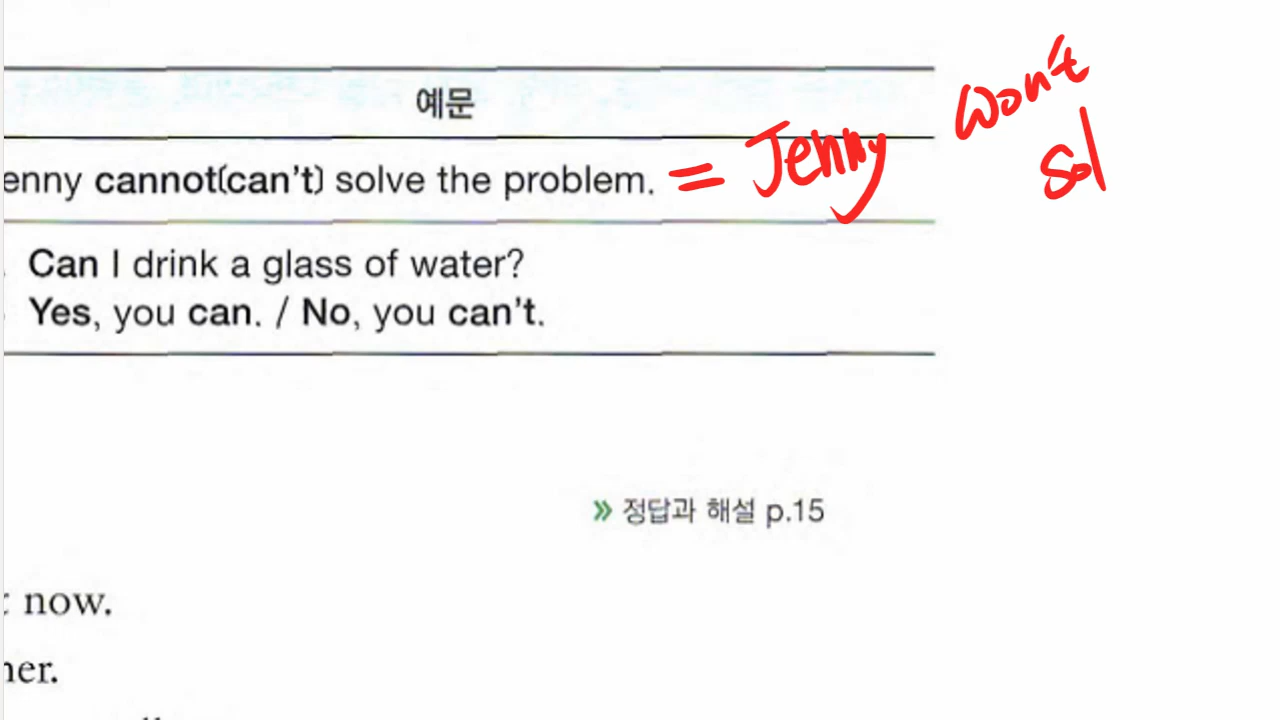 예문
enny cannot(can't) solve the problem. = Jenny won't
sol
Can I drink a glass of water?
Yes, you can. / No, you can't.
» 정답과 해설 p.15
now.
her.